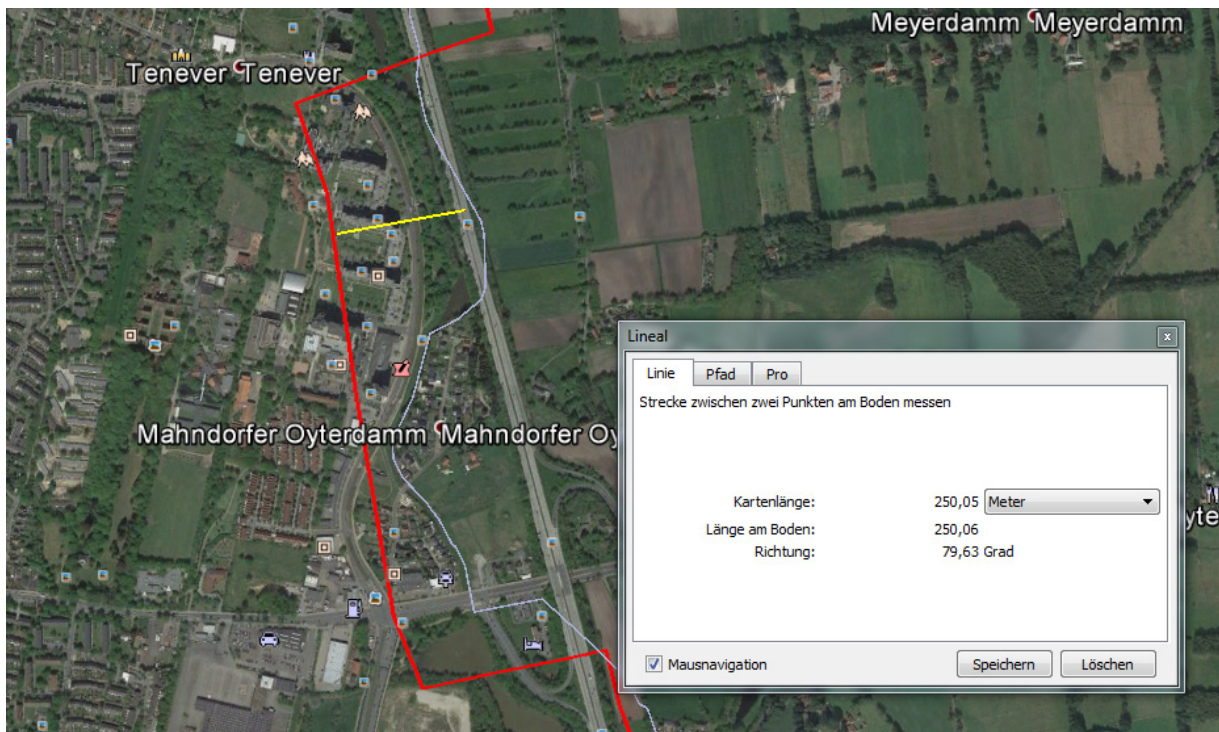 Meyerdamm Meyerdamm
Tenever Tenever
Mahndorfer Oyterdamm Mahndorfer Oy
yte
Lineal
x
Linie Pfad Pro
Strecke zwischen zwei Punkten am Boden messen
Kartenlänge: 250,05 Meter
Länge am Boden: 250,06
Richtung: 79,63 Grad
Mausnavigation Speichern Löschen